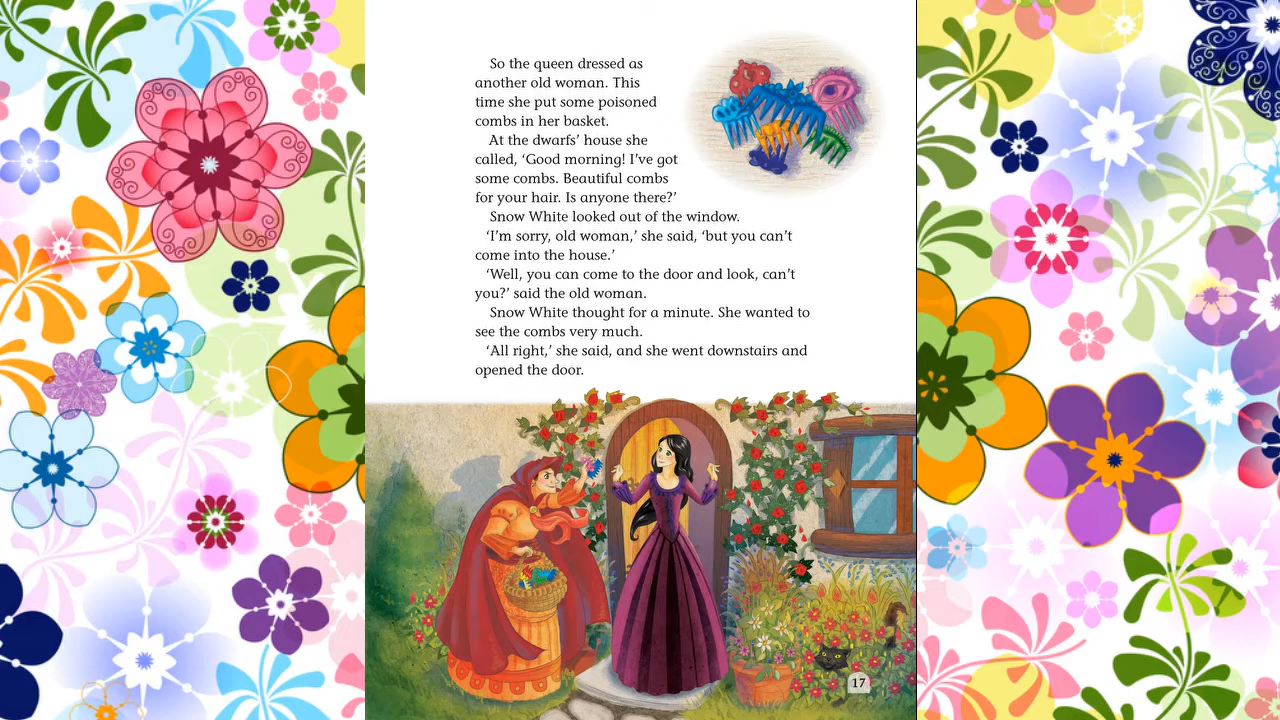 So the queen dressed as
another old woman. This
time she put some poisoned
combs in her basket.
At the dwarfs’ house she
called, ‘Good morning! I’ve got
some combs. Beautiful combs
for your hair. Is anyone there?’
Snow White looked out of the window.
‘I’m sorry, old woman,’ she said, ‘but you can’t
come into the house.’
‘Well, you can come to the door and look, can’t
you?’ said the old woman.
Snow White thought for a minute. She wanted to
see the combs very much.
‘All right,’ she said, and she went downstairs and
opened the door.
17